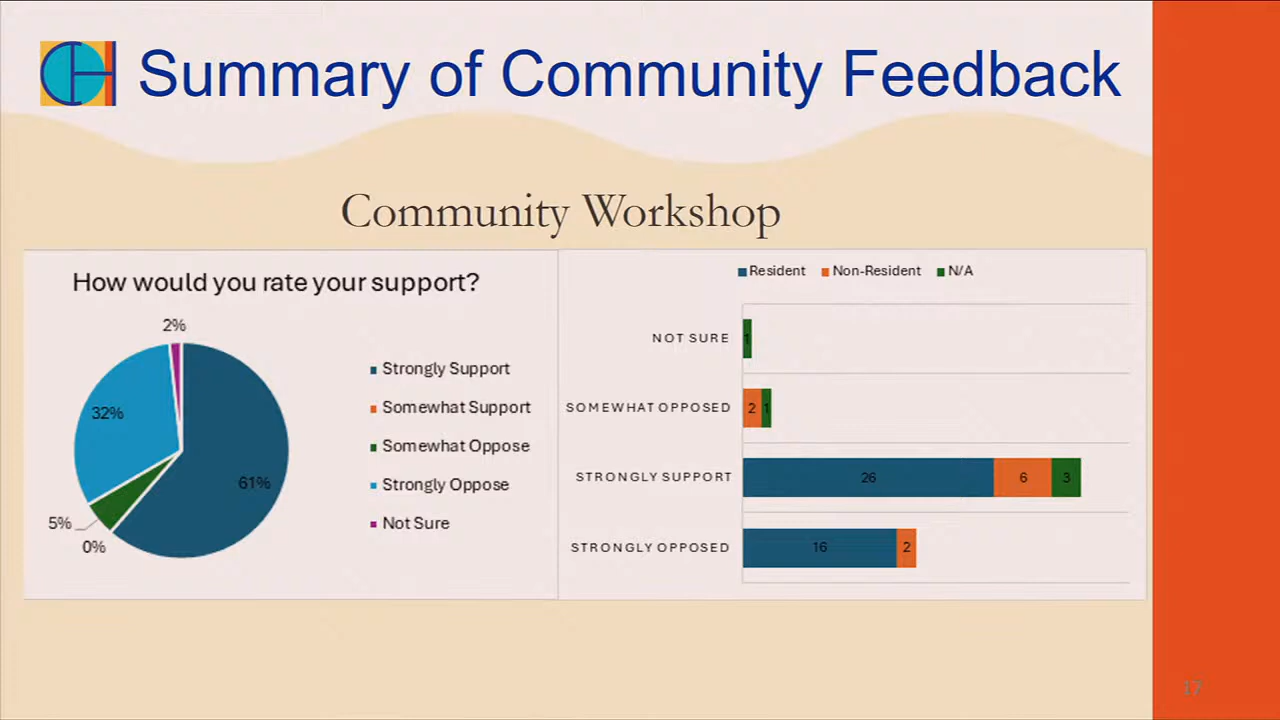 Summary of Community Feedback
Community Workshop
How would you rate your support?
2%
32%
61%
5%
0%
Strongly Support
Somewhat Support
Somewhat Oppose
Strongly Oppose
Not Sure
Resident Non-Resident N/A
NOT SURE 1
SOMEWHAT OPPOSED 2 1
STRONGLY SUPPORT 26 6 3
STRONGLY OPPOSED 16 2
17